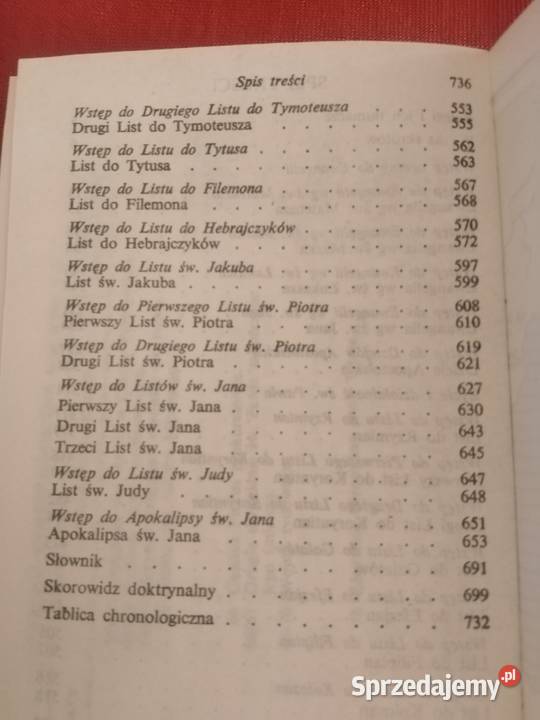 Spis treści 736
Wstęp do Drugiego Listu do Tymoteusza . . . 553
Drugi List do Tymoteusza . . . . . . 555
Wstęp do Listu do Tytusa . . . . . . 562
List do Tytusa . . . . . . . . 563
Wstęp do Listu do Filemona . . . . . . 567
List do Filemona . . . . . . . . 568
Wstęp do Listu do Hebrajczyków . . . . . 570
List do Hebrajczyków . . . . . . . 572
Wstęp do Listu św. Jakuba . . . . . . 597
List św. Jakuba . . . . . . . . 599
Wstęp do Pierwszego Listu św. Piotra . . . . 608
Pierwszy List św. Piotra . . . . . . 610
Wstęp do Drugiego Listu św. Piotra . . . . 619
Drugi List św. Piotra . . . . . . . 621
Wstęp do Listów św. Jana . . . . . . 627
Pierwszy List św. Jana . . . . . . . 630
Drugi List św. Jana . . . . . . . 643
Trzeci List św. Jana . . . . . . . 645
Wstęp do Listu św. Judy . . . . . . 647
List św. Judy . . . . . . . . 648
Wstęp do Apokalipsy św. Jana . . . . . 651
Apokalipsa św. Jana . . . . . . . 653
Słownik . . . . . . . . . 691
Skorowidz doktrynalny . . . . . . . 699
Tablica chronologiczna . . . . . . . 732
Sprzedajemy.pl